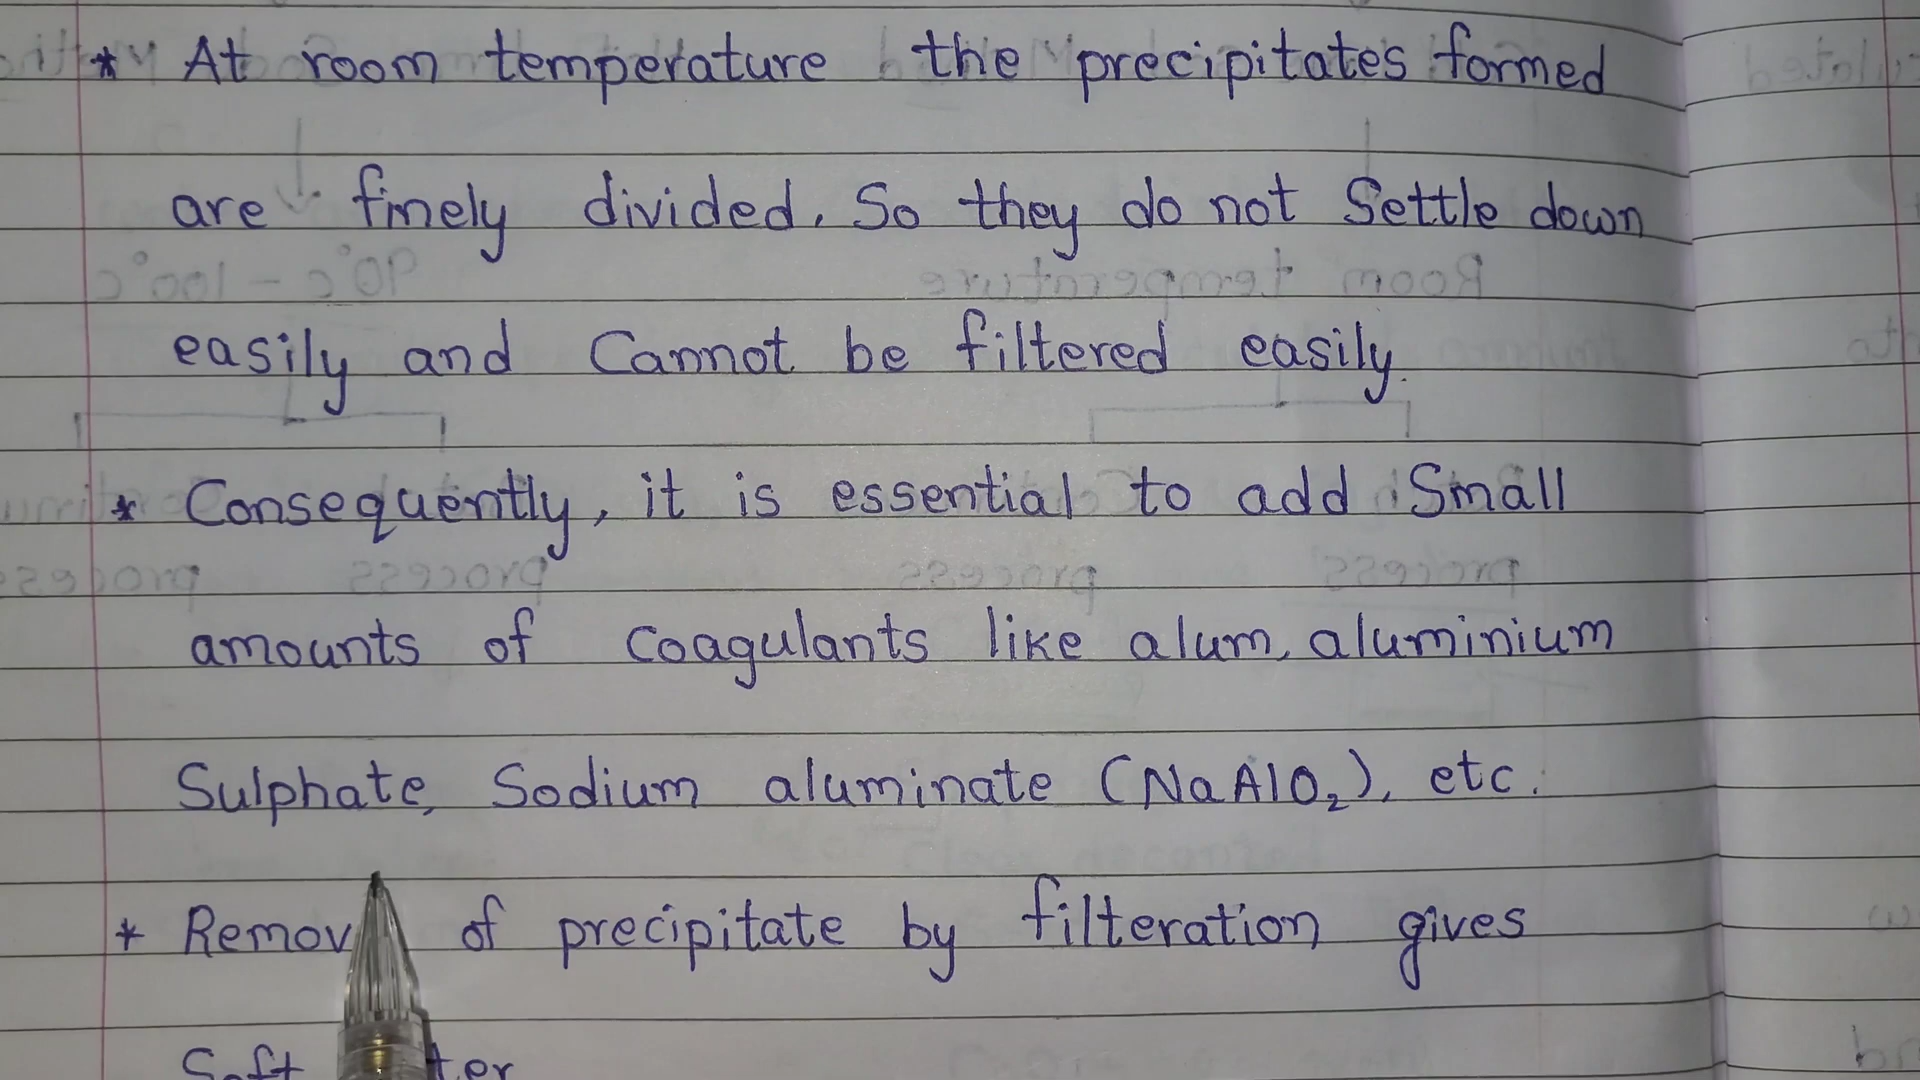 * At room temperature the precipitates formed
are finely divided. So they do not Settle down
easily and Cannot be filtered easily.
* Consequently, it is essential to add Small
amounts of Coagulants like alum, aluminium
Sulphate, Sodium aluminate (NaAlO₂), etc.
* of precipitate by filteration gives
Soft